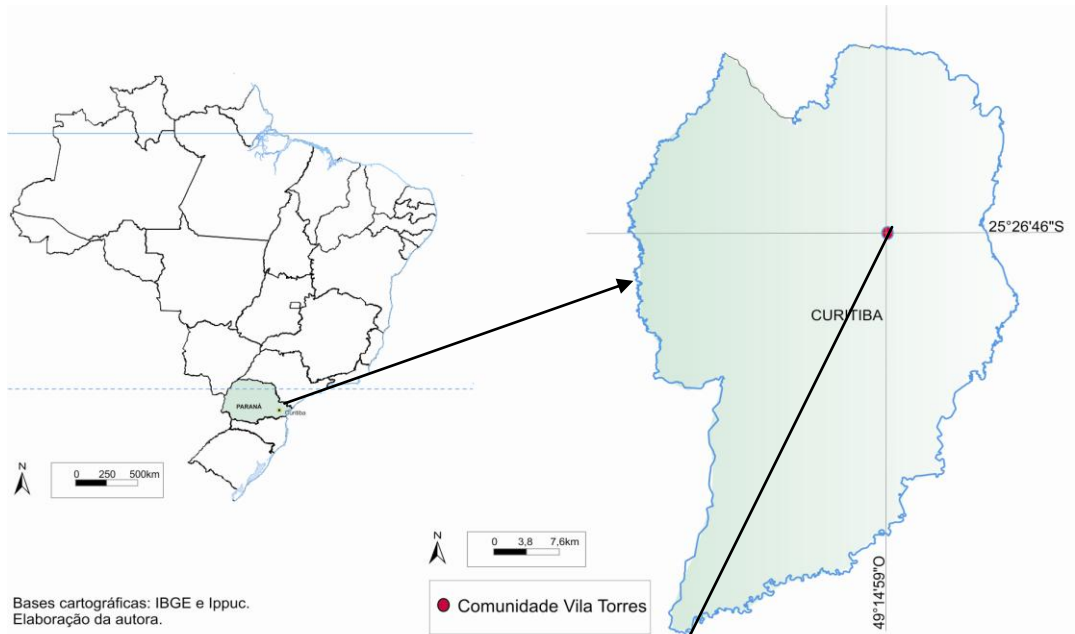 25°26'46"S
CURITIBA
PARANÁ
Curitiba
N
0 250 500km
N
0 3,8 7,6km
49°14'59"O
Comunidade Vila Torres
Bases cartográficas: IBGE e Ippuc.
Elaboração da autora.